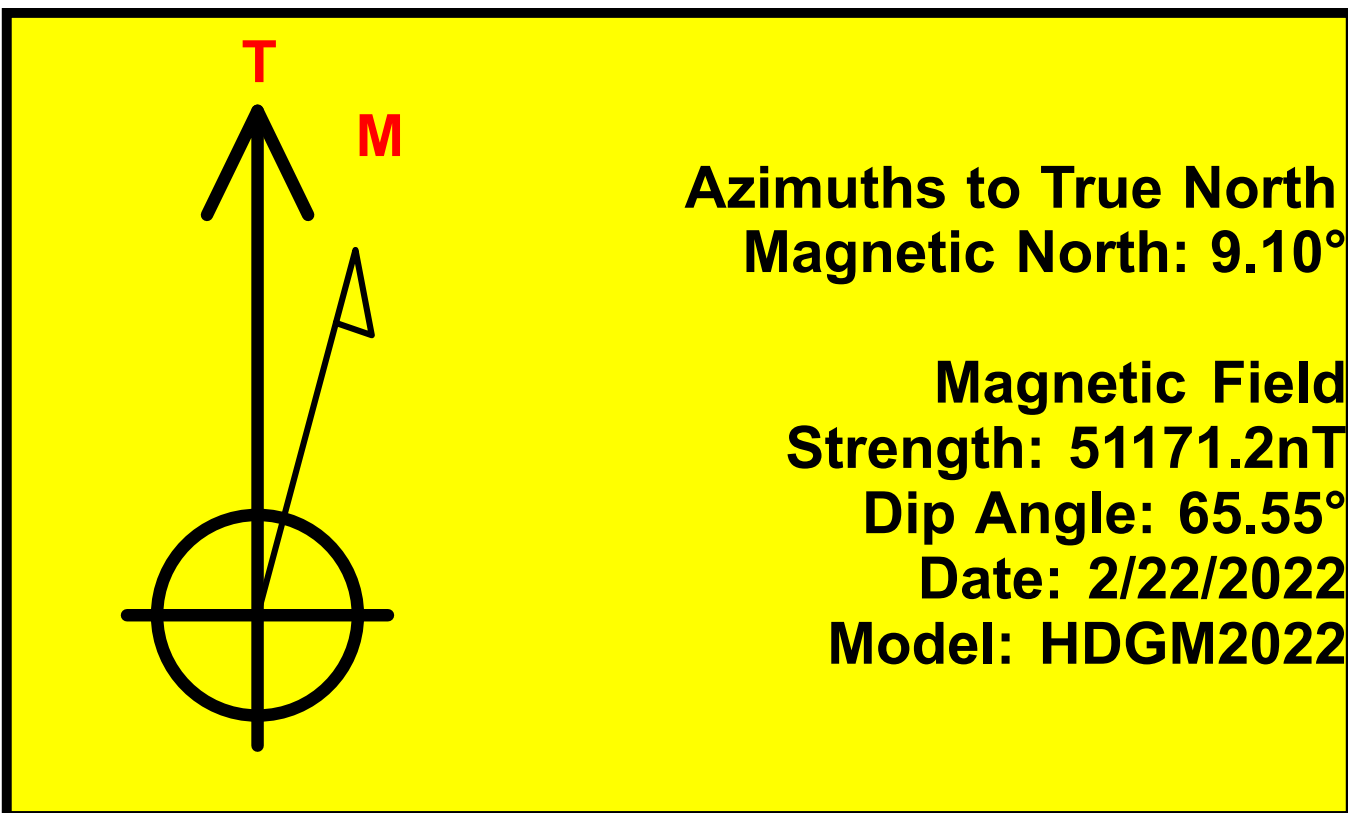 T
M
Azimuths to True North
Magnetic North: 9.10°
Magnetic Field
Strength: 51171.2nT
Dip Angle: 65.55°
Date: 2/22/2022
Model: HDGM2022